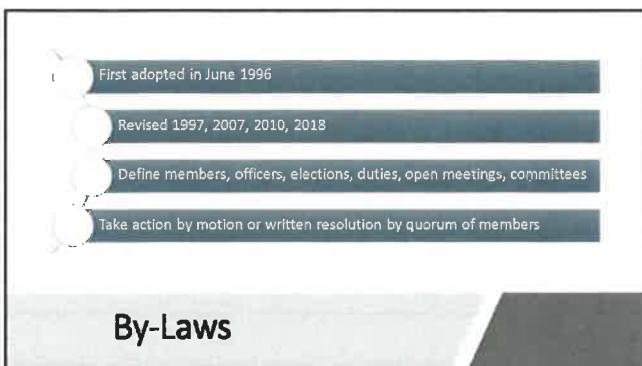 First adopted in June 1996
Revised 1997, 2007, 2010, 2018
Define members, officers, elections, duties, open meetings, committees
Take action by motion or written resolution by quorum of members
By-Laws